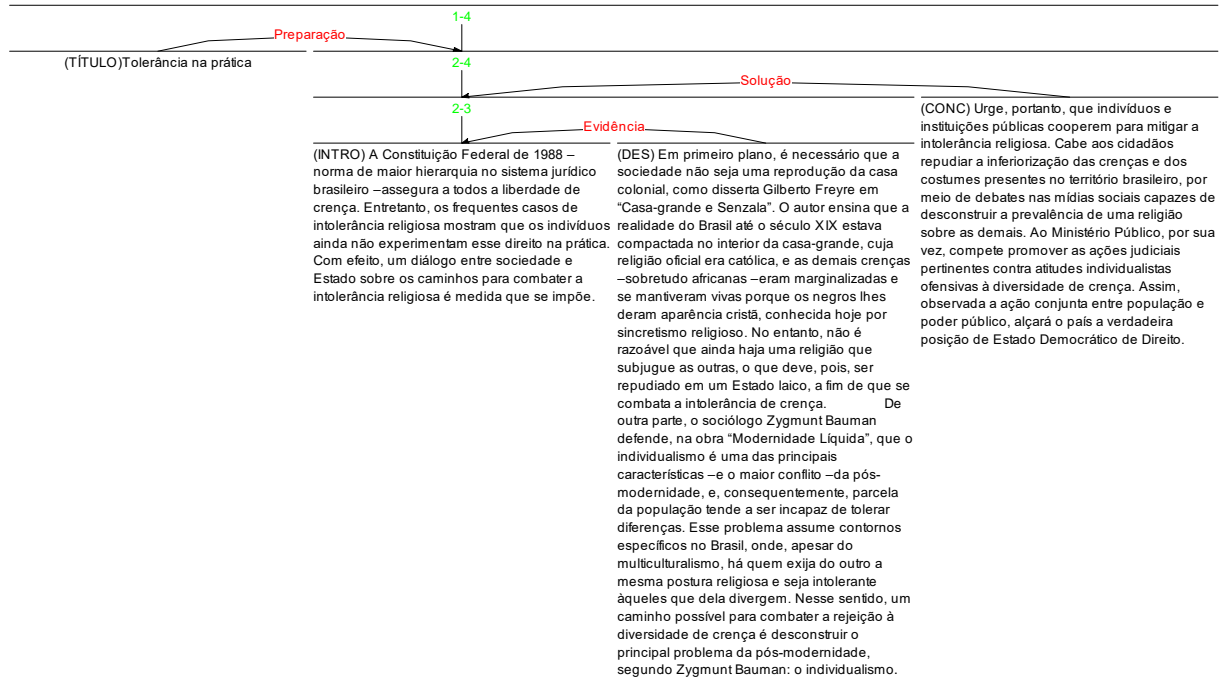 1-4
Preparação
(TÍTULO)Tolerância na prática
2-4
Solução
2-3
Evidência
(INTRO) A Constituição Federal de 1988 –
norma de maior hierarquia no sistema jurídico
brasileiro –assegura a todos a liberdade de
crença. Entretanto, os frequentes casos de
intolerância religiosa mostram que os indivíduos
ainda não experimentam esse direito na prática.
Com efeito, um diálogo entre sociedade e
Estado sobre os caminhos para combater a
intolerância religiosa é medida que se impõe.
(DES) Em primeiro plano, é necessário que a
sociedade não seja uma reprodução da casa
colonial, como disserta Gilberto Freyre em
“Casa-grande e Senzala”. O autor ensina que a
realidade do Brasil até o século XIX estava
compactada no interior da casa-grande, cuja
religião oficial era católica, e as demais crenças
–sobretudo africanas –eram marginalizadas e
se mantiveram vivas porque os negros lhes
deram aparência cristã, conhecida hoje por
sincretismo religioso. No entanto, não é
razoável que ainda haja uma religião que
subjugue as outras, o que deve, pois, ser
repudiado em um Estado laico, a fim de que se
combata a intolerância de crença. De
outra parte, o sociólogo Zygmunt Bauman
defende, na obra “Modernidade Líquida”, que o
individualismo é uma das principais
características –e o maior conflito –da pós-
modernidade, e, consequentemente, parcela
da população tende a ser incapaz de tolerar
diferenças. Esse problema assume contornos
específicos no Brasil, onde, apesar do
multiculturalismo, há quem exija do outro a
mesma postura religiosa e seja intolerante
àqueles que dela divergem. Nesse sentido, um
caminho possível para combater a rejeição à
diversidade de crença é desconstruir o
principal problema da pós-modernidade,
segundo Zygmunt Bauman: o individualismo.
(CONC) Urge, portanto, que indivíduos e
instituições públicas cooperem para mitigar a
intolerância religiosa. Cabe aos cidadãos
repudiar a inferiorização das crenças e dos
costumes presentes no território brasileiro, por
meio de debates nas mídias sociais capazes de
desconstruir a prevalência de uma religião
sobre as demais. Ao Ministério Público, por sua
vez, compete promover as ações judiciais
pertinentes contra atitudes individualistas
ofensivas à diversidade de crença. Assim,
observada a ação conjunta entre população e
poder público, alçará o país a verdadeira
posição de Estado Democrático de Direito.